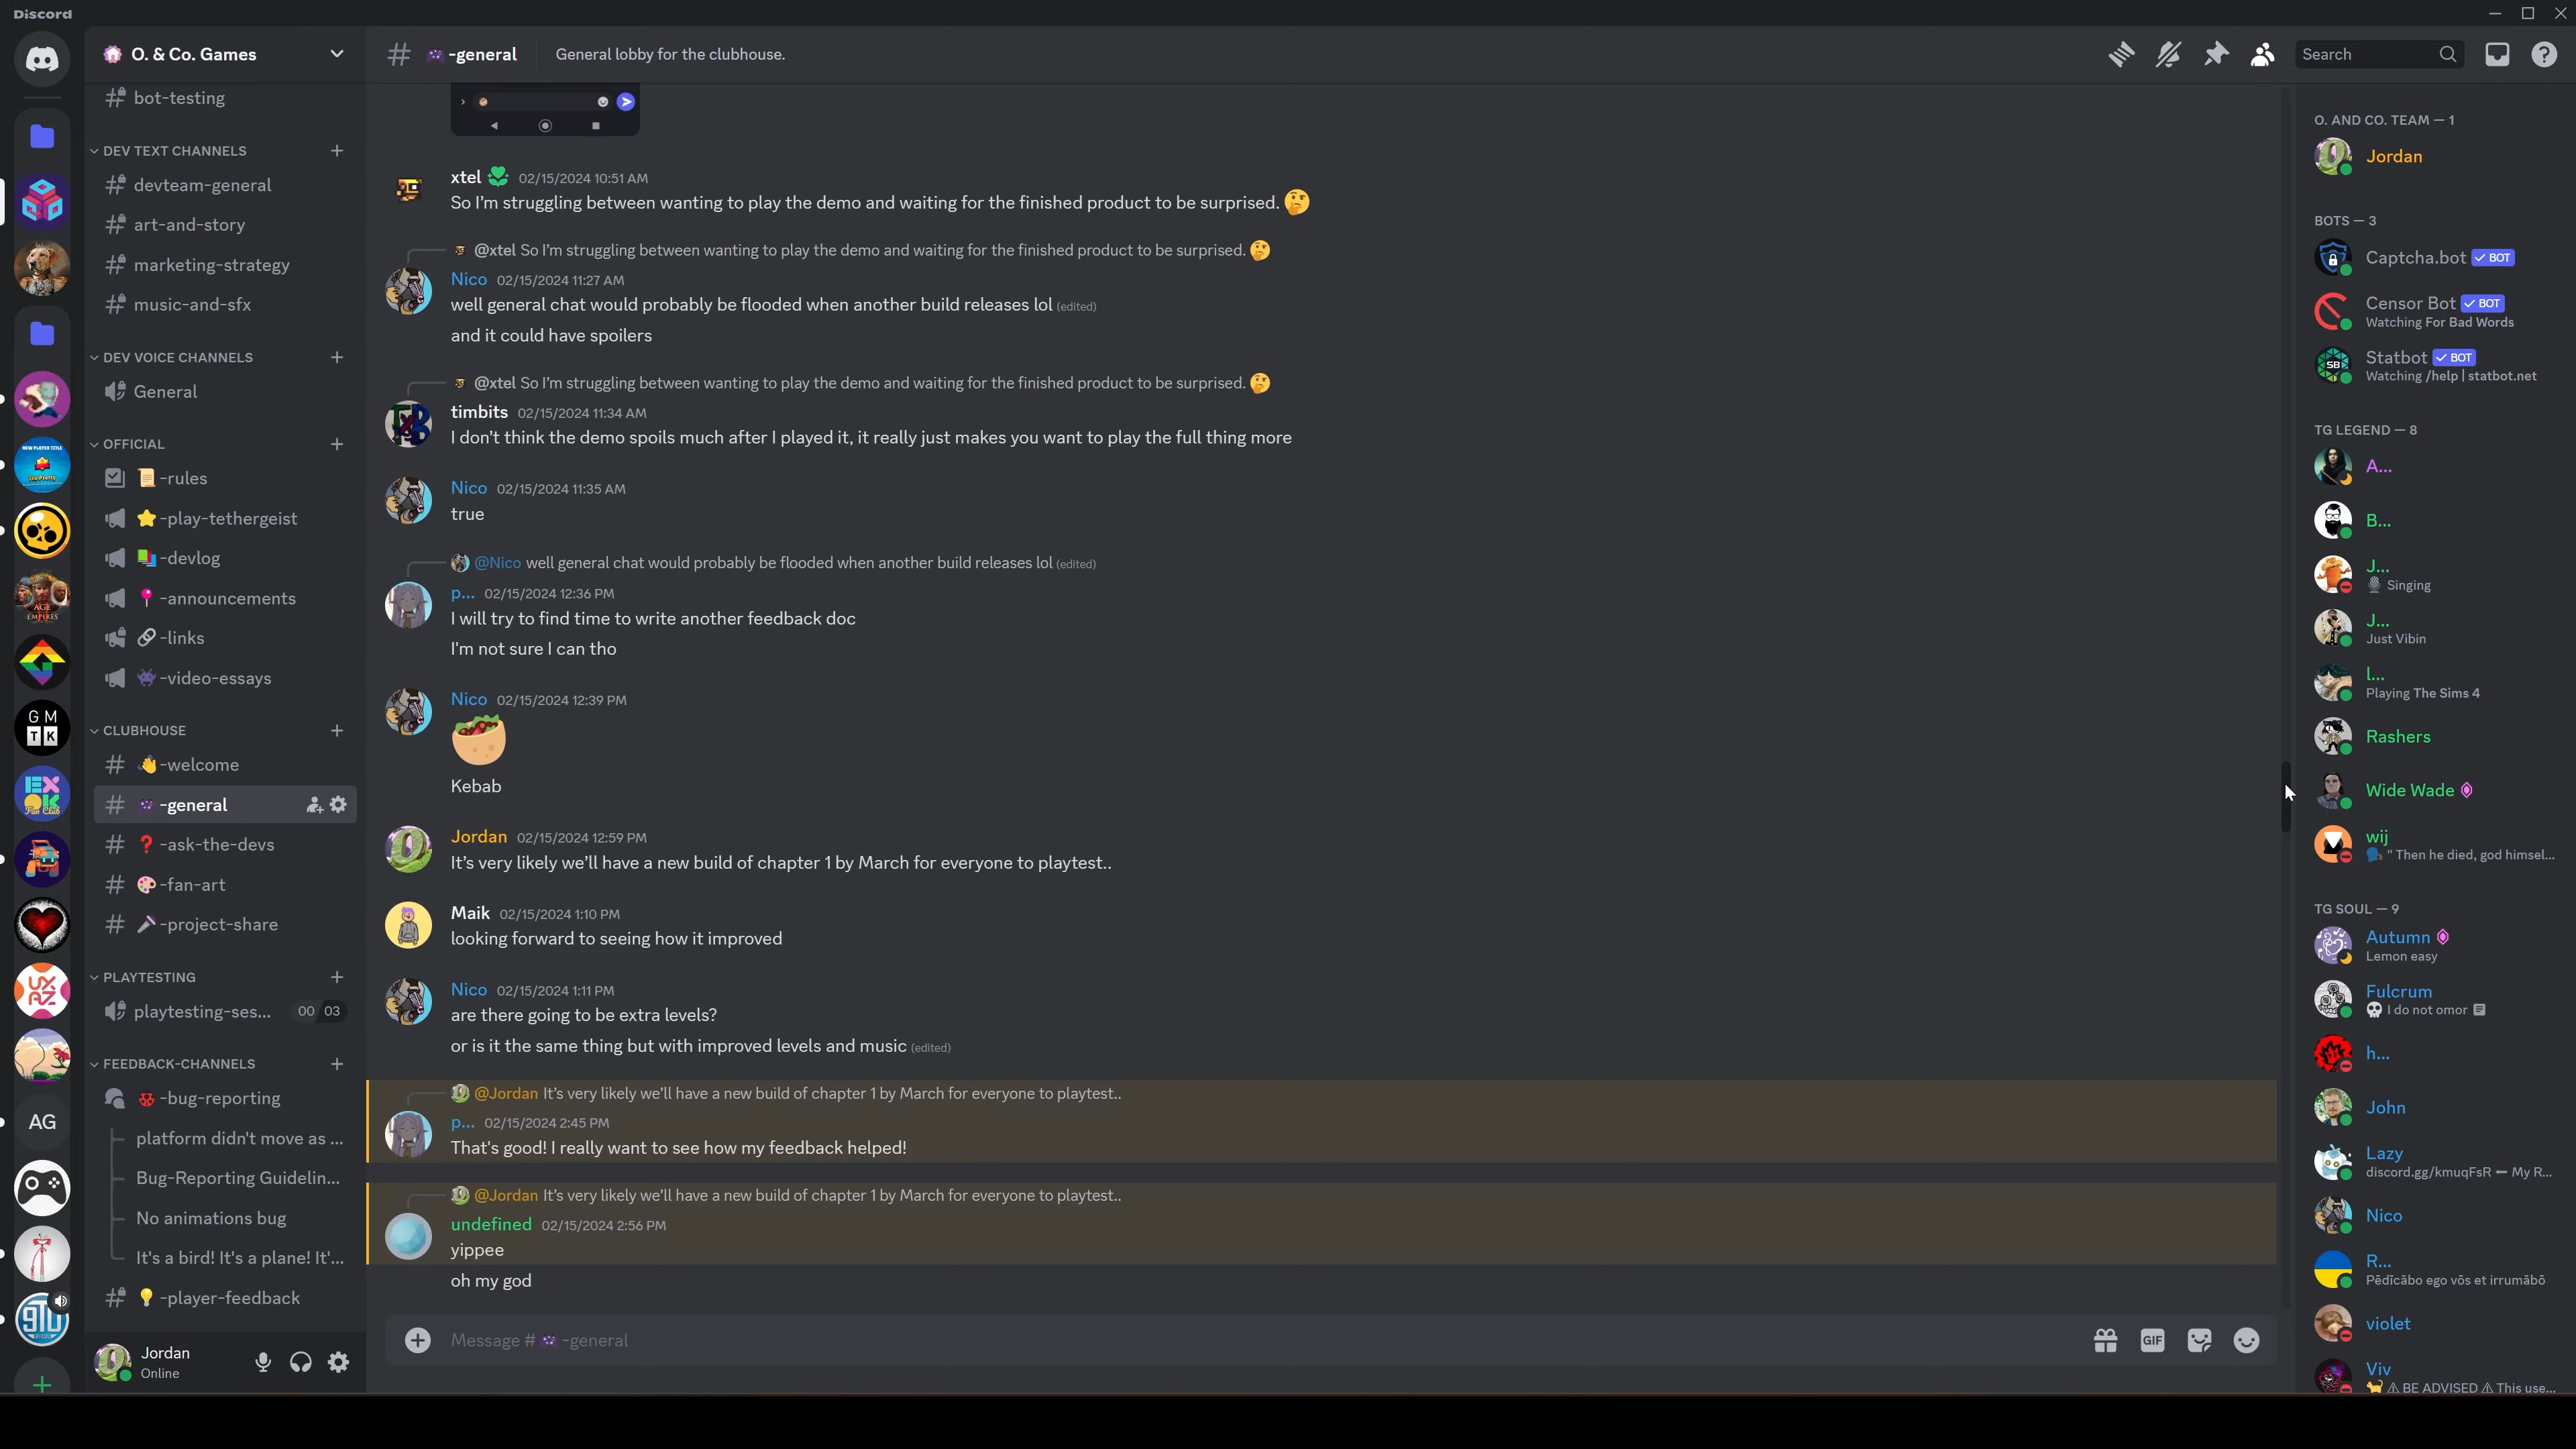 Discord
O. & Co. Games
bot-testing
DEV TEXT CHANNELS
devteam-general
art-and-story
marketing-strategy
music-and-sfx
DEV VOICE CHANNELS
General
OFFICIAL
-rules
-play-tethergeist
-devlog
-announcements
-links
-video-essays
CLUBHOUSE
-welcome
-general
-ask-the-devs
-fan-art
-project-share
PLAYTESTING
playtesting-ses... 00 03
FEEDBACK-CHANNELS
-bug-reporting
platform didn't move as ...
Bug-Reporting Guidelin...
No animations bug
It's a bird! It's a plane! It'...
-player-feedback
Jordan
Online
AGE
EMPIRES
GM
TK
EXOK
Fan Club
UX
AZ
AG
GTU
-general General lobby for the clubhouse.
Search
xtel 02/15/2024 10:51 AM
So I'm struggling between wanting to play the demo and waiting for the finished product to be surprised. 🤔
@xtel So I'm struggling between wanting to play the demo and waiting for the finished product to be surprised. 🤔
Nico 02/15/2024 11:27 AM
well general chat would probably be flooded when another build releases lol (edited)
and it could have spoilers
@xtel So I'm struggling between wanting to play the demo and waiting for the finished product to be surprised. 🤔
timbits 02/15/2024 11:34 AM
I don't think the demo spoils much after I played it, it really just makes you want to play the full thing more
Nico 02/15/2024 11:35 AM
true
@Nico well general chat would probably be flooded when another build releases lol (edited)
p... 02/15/2024 12:36 PM
I will try to find time to write another feedback doc
I'm not sure I can tho
Nico 02/15/2024 12:39 PM
Kebab
Jordan 02/15/2024 12:59 PM
It's very likely we'll have a new build of chapter 1 by March for everyone to playtest..
Maik 02/15/2024 1:10 PM
looking forward to seeing how it improved
Nico 02/15/2024 1:11 PM
are there going to be extra levels?
or is it the same thing but with improved levels and music (edited)
@Jordan It's very likely we'll have a new build of chapter 1 by March for everyone to playtest..
p... 02/15/2024 2:45 PM
That's good! I really want to see how my feedback helped!
@Jordan It's very likely we'll have a new build of chapter 1 by March for everyone to playtest..
undefined 02/15/2024 2:56 PM
yippee
oh my god
Message # -general
GIF
O. AND CO. TEAM — 1
Jordan
BOTS — 3
Captcha.bot ✓ BOT
Censor Bot ✓ BOT
Watching For Bad Words
Statbot ✓ BOT
Watching /help | statbot.net
TG LEGEND — 8
A...
B...
J...
Singing
J...
Just Vibin
l...
Playing The Sims 4
Rashers
Wide Wade
wij
" Then he died, god himsel...
TG SOUL — 9
Autumn
Lemon easy
Fulcrum
I do not omor
h...
John
Lazy
discord.gg/kmuqFsR ⬅ My R...
Nico
R...
Pēdīcābo ego vōs et irrumābō
violet
Viv
⚠ BE ADVISED ⚠ This use...